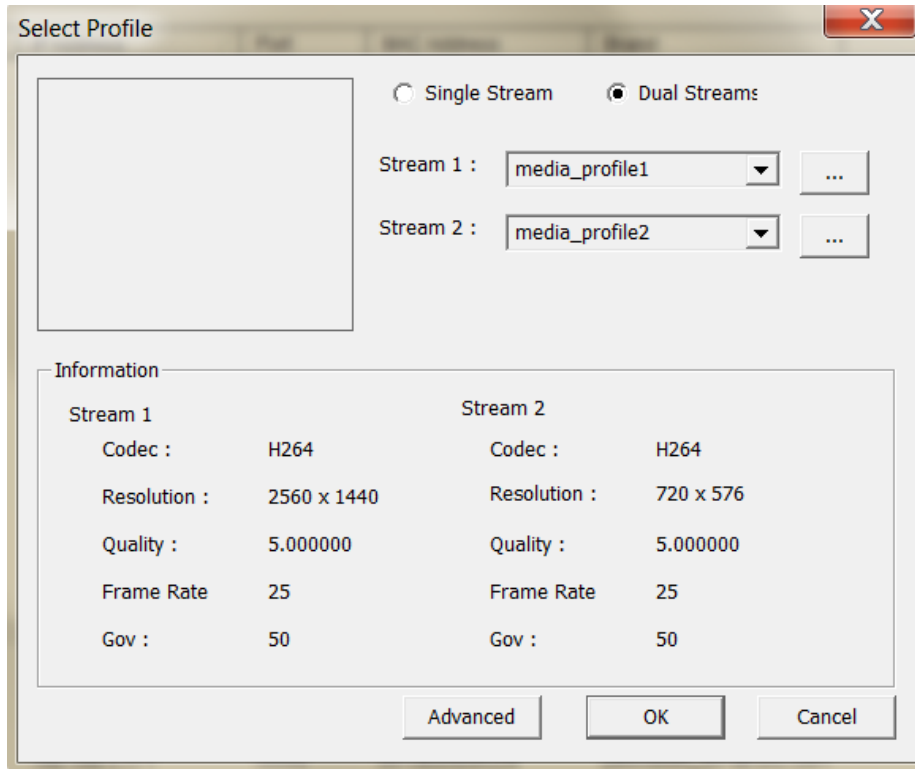 Select Profile
Single Stream
Dual Streams
Stream 1 :
media_profile1
...
Stream 2 :
media_profile2
...
Information
Stream 1
Codec :
H264
Resolution :
2560 x 1440
Quality :
5.000000
Frame Rate
25
Gov :
50
Stream 2
Codec :
H264
Resolution :
720 x 576
Quality :
5.000000
Frame Rate
25
Gov :
50
Advanced
OK
Cancel